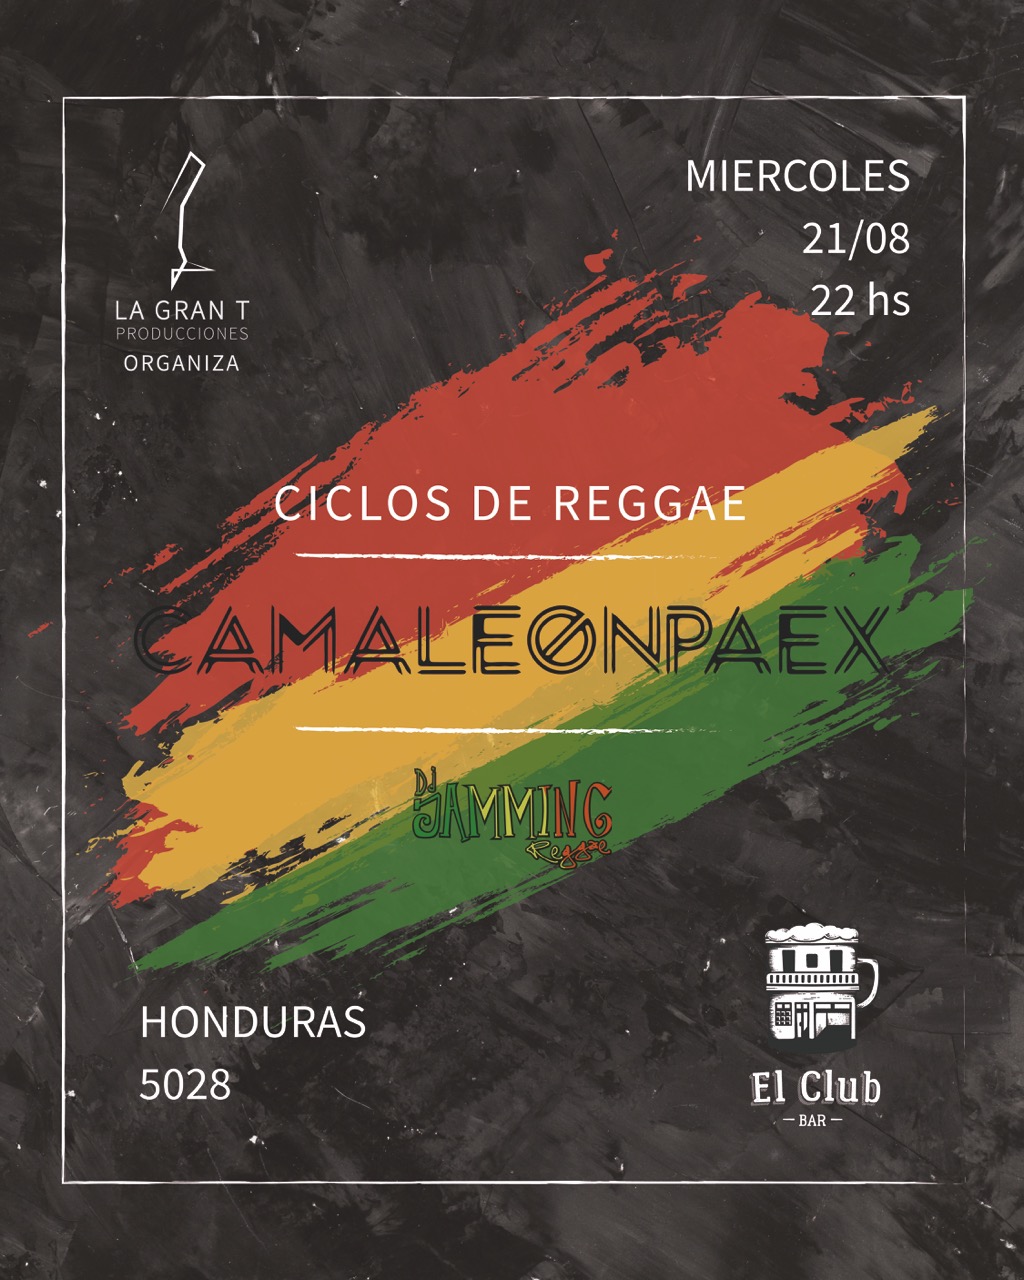 MIERCOLES
21/08
22 hs
LA GRAN T
PRODUCCIONES
ORGANIZA
CICLOS DE REGGAE
CAMALEØNPAEX
DJ
JAMMING
Reggae
HONDURAS
5028
El Club
BAR